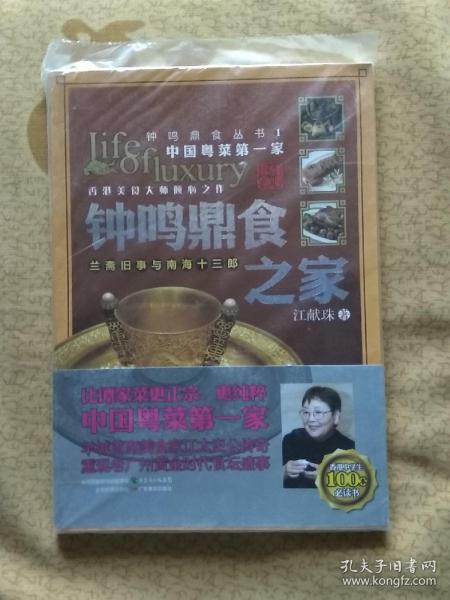 钟鸣鼎食丛书1
中国粤菜第一家
Life of luxury
香港美食大师倾心之作
钟鸣鼎食
之家
兰斋旧事与南海十三郎
江献珠 著
比谭家菜更正宗、更纯粹
中国粤菜第一家
香港中学生
100本
必读书
孔夫子旧书网
www.kongfz.com